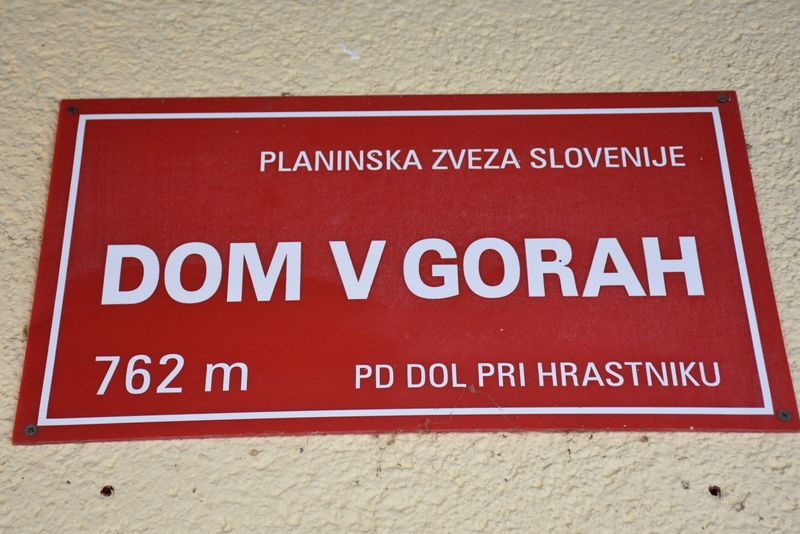 PLANINSKA ZVEZA SLOVENIJE
DOM V GORAH
762 m PD DOL PRI HRASTNIKU